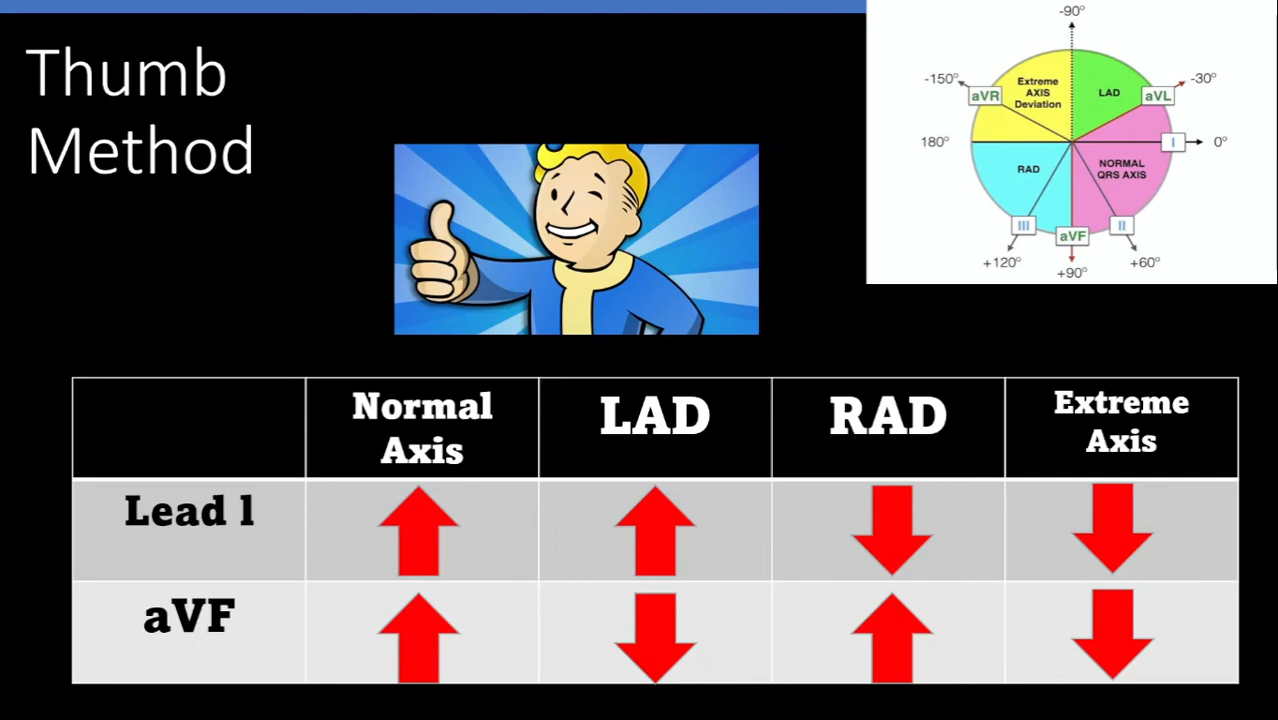 Thumb
Method
-90°
-150°
-30°
Extreme
AXIS
Deviation
LAD
aVR
aVL
180°
I
0°
RAD
NORMAL
QRS AXIS
III
aVF
II
+120°
+90°
+60°
Normal
Axis
LAD
RAD
Extreme
Axis
Lead 1
aVF